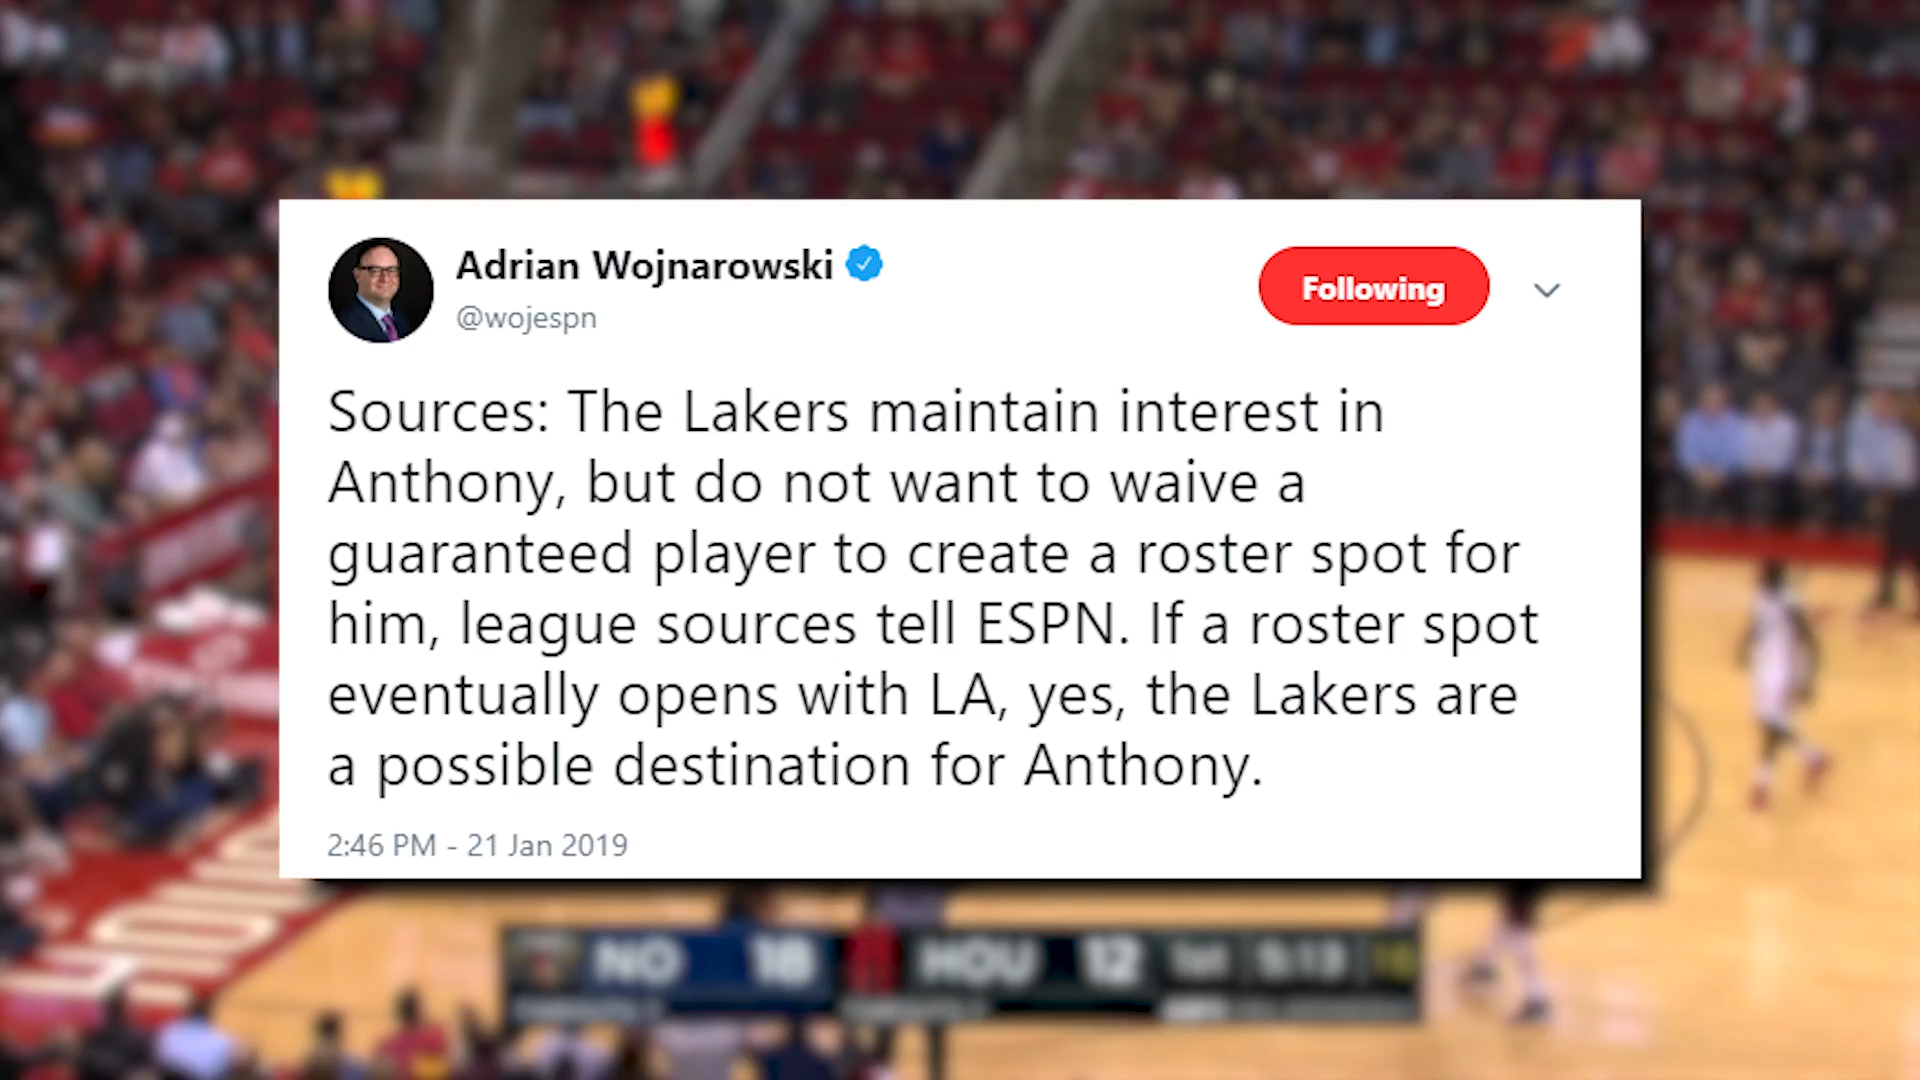 Adrian Wojnarowski
@wojespn
Following
Sources: The Lakers maintain interest in
Anthony, but do not want to waive a
guaranteed player to create a roster spot for
him, league sources tell ESPN. If a roster spot
eventually opens with LA, yes, the Lakers are
a possible destination for Anthony.
2:46 PM - 21 Jan 2019
NO 18 HOU 12 1st